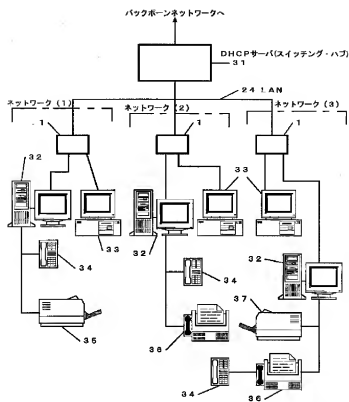 バックボーンネットワークへ
DHCPサーバ(スイッチング・ハブ)
31
24 LAN
ネットワーク (1)
ネットワーク (2)
ネットワーク (3)
1
1
1
32
33
33
32
34
34
32
37
35
36
34
36